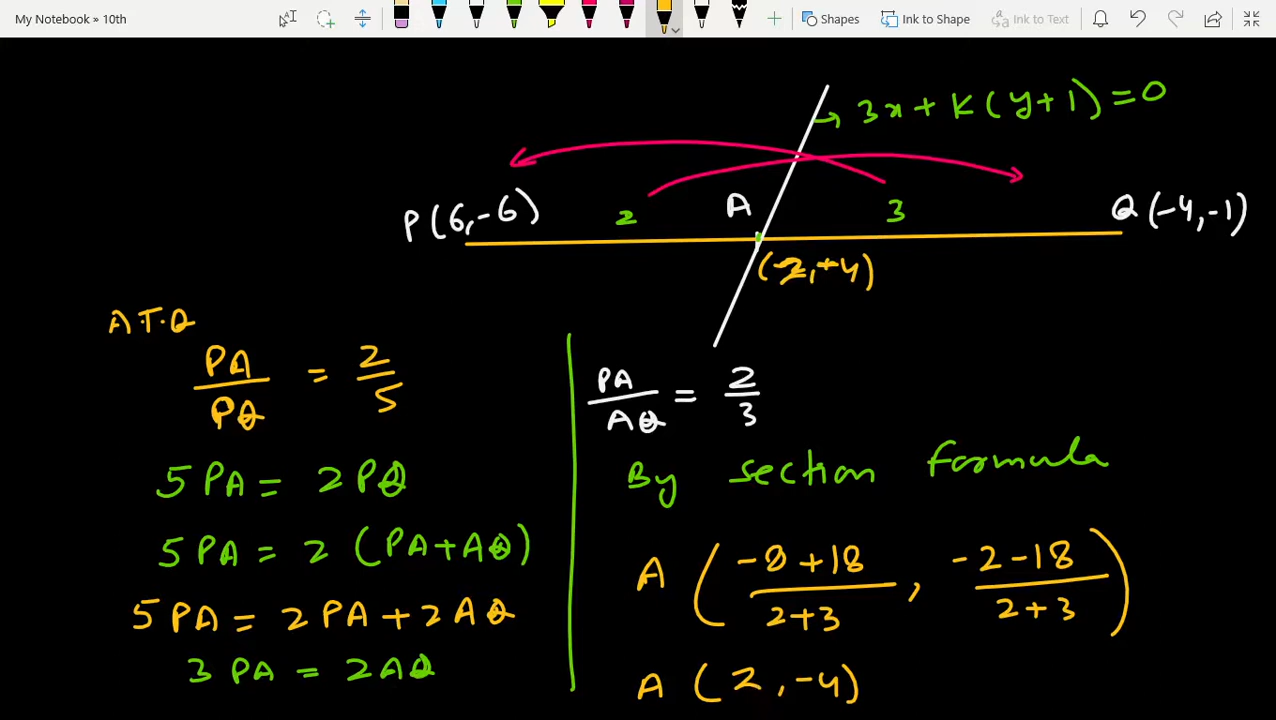 My Notebook » 10th
Shapes
Ink to Shape
Ink to Text
→ 3x + K(y+1) = 0
P(6,-6)
2
A
3
Q(-4,-1)
(2,-4)
A.T.Q
PA/PQ = 2/5
5PA = 2PQ
5PA = 2(PA+AQ)
5PA = 2PA+2AQ
3PA = 2AQ
PA/AQ = 2/3
By section formula
A ( (-8+18)/(2+3) , (-2-18)/(2+3) )
A (2,-4)